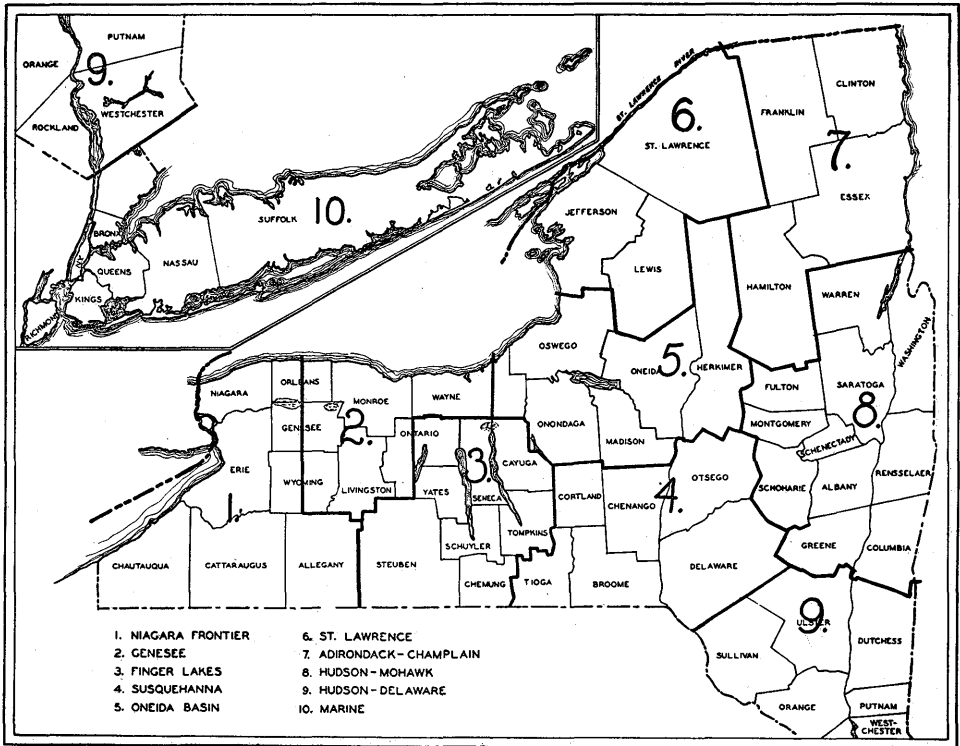 PUTNAM
ORANGE
9.
WESTCHESTER
ROCKLAND
BRONX
N.Y.
QUEENS
NASSAU
KINGS
RICHMOND
SUFFOLK
10.
ST. LAWRENCE RIVER
6.
ST. LAWRENCE
FRANKLIN
CLINTON
7.
ESSEX
JEFFERSON
LEWIS
HAMILTON
WARREN
WASHINGTON
OSWEGO
ONEIDA
5.
HERKIMER
FULTON
SARATOGA
8.
MONTGOMERY
SCHENECTADY
NIAGARA
ORLEANS
MONROE
WAYNE
GENESEE
2.
ONTARIO
ONONDAGA
MADISON
CAYUGA
3.
ERIE
WYOMING
LIVINGSTON
YATES
SENECA
CORTLAND
CHENANGO
4.
OTSEGO
SCHOHARIE
ALBANY
RENSSELAER
1.
TOMPKINS
SCHUYLER
GREENE
COLUMBIA
CHAUTAUQUA
CATTARAUGUS
ALLEGANY
STEUBEN
CHEMUNG
TIOGA
BROOME
DELAWARE
ULSTER
9.
DUTCHESS
SULLIVAN
ORANGE
PUTNAM
WEST-
CHESTER
1. NIAGARA FRONTIER
2. GENESEE
3. FINGER LAKES
4. SUSQUEHANNA
5. ONEIDA BASIN
6. ST. LAWRENCE
7. ADIRONDACK-CHAMPLAIN
8. HUDSON-MOHAWK
9. HUDSON-DELAWARE
10. MARINE